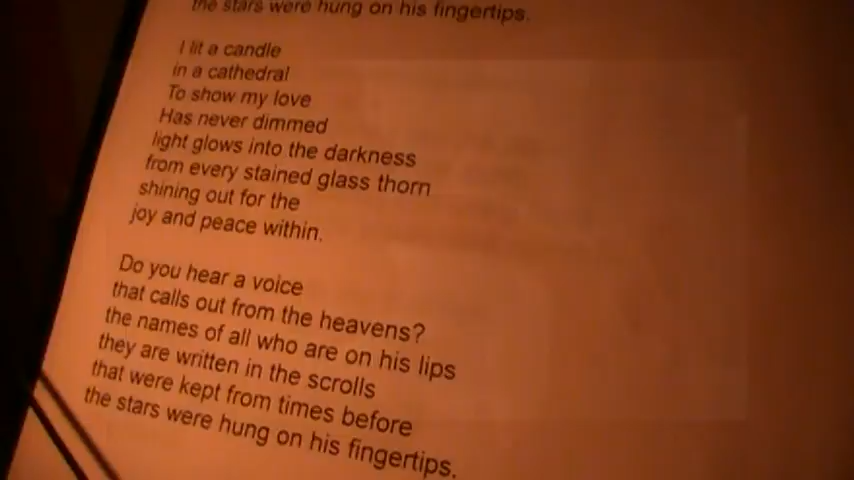 the stars were hung on his fingertips.
I lit a candle
in a cathedral
To show my love
Has never dimmed
light glows into the darkness
from every stained glass thorn
shining out for the
joy and peace within.
Do you hear a voice
that calls out from the heavens?
the names of all who are on his lips
they are written in the scrolls
that were kept from times before
the stars were hung on his fingertips.